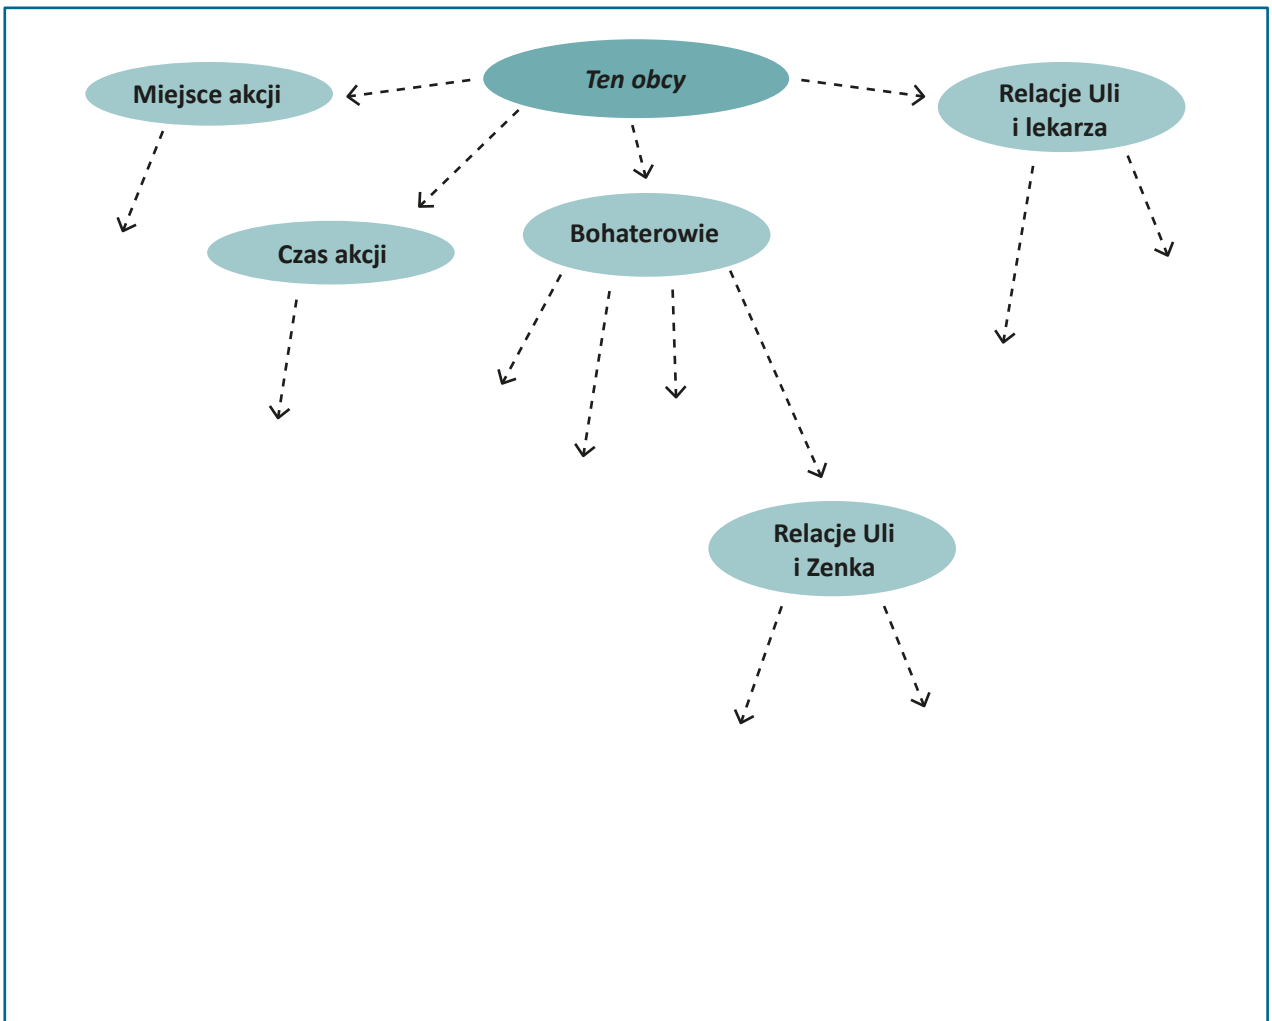 Ten obcy
Miejsce akcji
Relacje Uli
i lekarza
Czas akcji
Bohaterowie
Relacje Uli
i Zenka